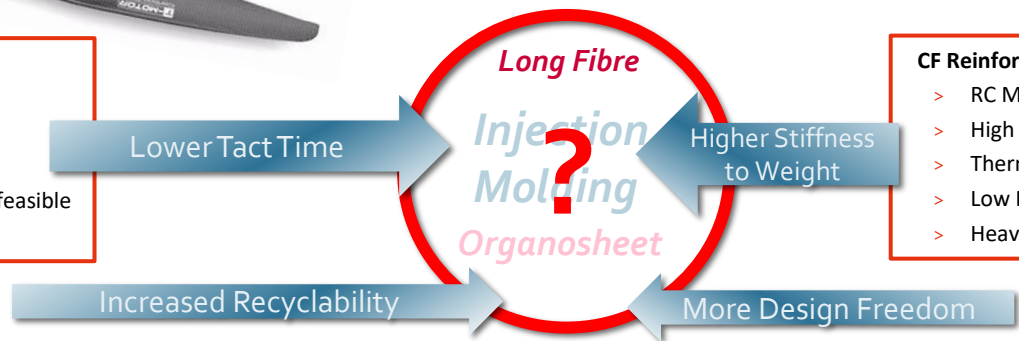 T-MOTOR
Long Fibre
CF Reinfor
> RC M
> High
> Therm
> Low
> Heav
Injection
Molding
?
Organosheet
Lower Tact Time
Higher Stiffness
to Weight
feasible
Increased Recyclability
More Design Freedom